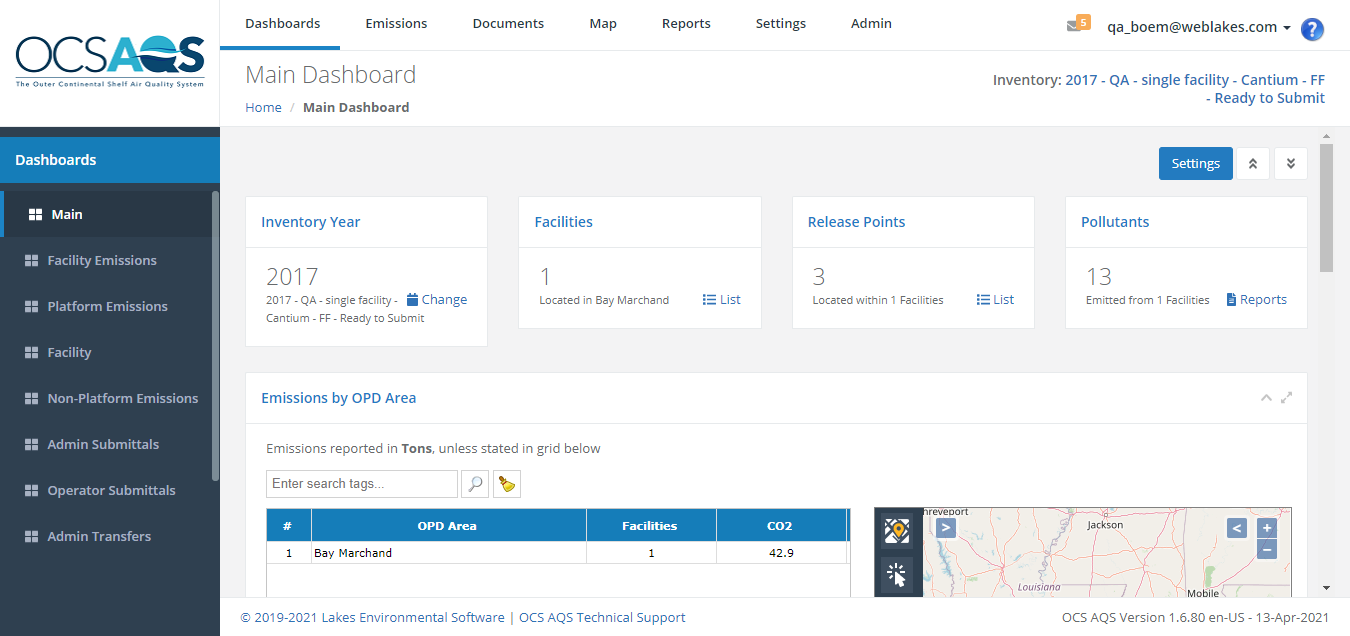 OCSAQS
The Outer Continental Shelf Air Quality System
Dashboards
Emissions
Documents
Map
Reports
Settings
Admin
5
qa_boem@weblakes.com
?
Main Dashboard
Home / Main Dashboard
Inventory: 2017 - QA - single facility - Cantium - FF
- Ready to Submit
Dashboards
Main
Facility Emissions
Platform Emissions
Facility
Non-Platform Emissions
Admin Submittals
Operator Submittals
Admin Transfers
Settings
Inventory Year
2017
2017 - QA - single facility -
Cantium - FF - Ready to Submit
Change
Facilities
1
Located in Bay Marchand
List
Release Points
3
Located within 1 Facilities
List
Pollutants
13
Emitted from 1 Facilities
Reports
Emissions by OPD Area
Emissions reported in Tons, unless stated in grid below
Enter search tags...
# OPD Area Facilities CO2
1 Bay Marchand 1 42.9
hreveport
Jackson
Louisiana
Mobile
>
<
+
−
© 2019-2021 Lakes Environmental Software | OCS AQS Technical Support
OCS AQS Version 1.6.80 en-US - 13-Apr-2021